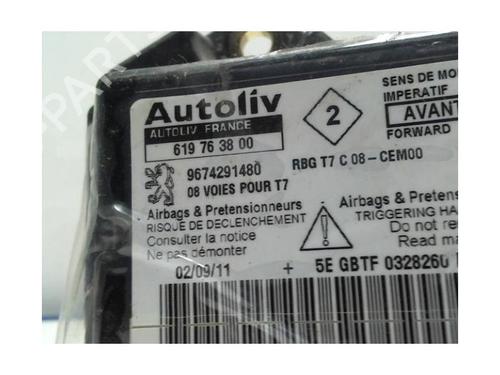 Autoliv
AUTOLIV FRANCE
619 76 38 00
2
SENS DE
IMPERATIF
AVANT
FORWARD
9674291480
08 VOIES POUR T7
RBG T7 C 08-CEM00
Airbags & Pretensionneurs
RISQUE DE DECLENCHEMENT
Consulter la notice
Ne pas démonter
Airbags & Pretensi
TRIGGERING HA
Do not re
Read ma
02/09/11 + 5E GBTF 0328260